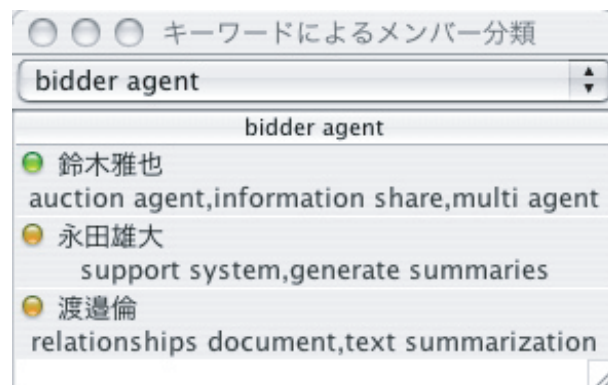 キーワードによるメンバー分類
bidder agent
bidder agent
鈴木雅也
auction agent,information share,multi agent
永田雄大
support system,generate summaries
渡邉倫
relationships document,text summarization